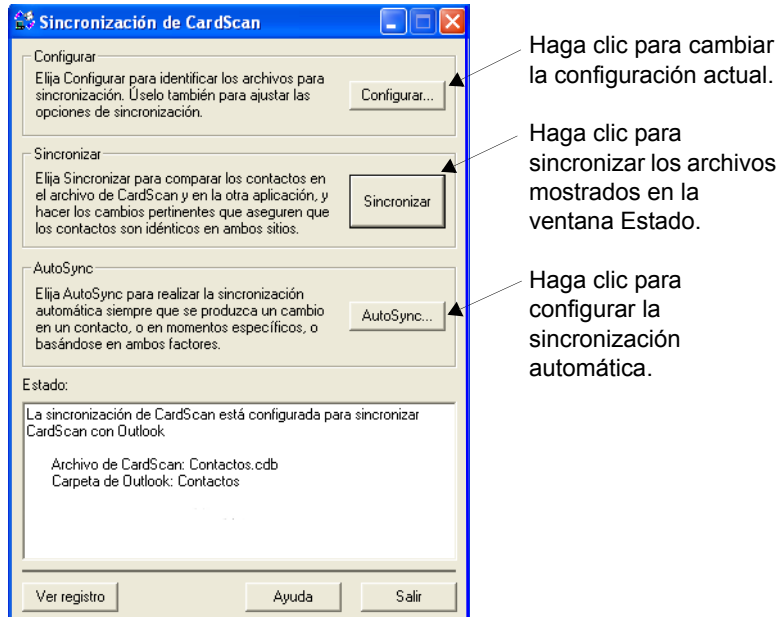 Sincronización de CardScan
Configurar
Elija Configurar para identificar los archivos para
sincronización. Úselo también para ajustar las
opciones de sincronización.
Configurar...
Haga clic para cambiar
la configuración actual.
Sincronizar
Elija Sincronizar para comparar los contactos en
el archivo de CardScan y en la otra aplicación, y
hacer los cambios pertinentes que aseguren que
los contactos son idénticos en ambos sitios.
Sincronizar
Haga clic para
sincronizar los archivos
mostrados en la
ventana Estado.
AutoSync
Elija AutoSync para realizar la sincronización
automática siempre que se produzca un cambio
en un contacto, o en momentos específicos, o
basándose en ambos factores.
AutoSync...
Haga clic para
configurar la
sincronización
automática.
Estado:
La sincronización de CardScan está configurada para sincronizar
CardScan con Outlook
Archivo de CardScan: Contactos.cdb
Carpeta de Outlook: Contactos
Ver registro
Ayuda
Salir